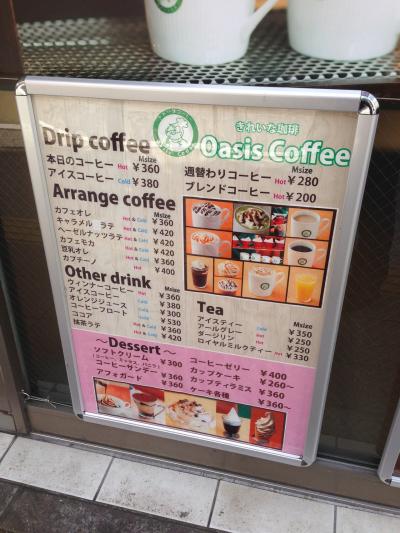 きれいな珈琲
Oasis Coffee
Drip coffee Msize
本日のコーヒー Hot ¥360
アイスコーヒー Cold ¥380
Msize
週替わりコーヒー Hot ¥280
ブレンドコーヒー Hot ¥200
Arrange coffee Msize
カフェオレ Hot & Cold ¥360
キャラメル ラテ Hot & Cold ¥420
ヘーゼルナッツラテ Hot & Cold ¥420
カフェモカ Hot & Cold ¥420
豆乳オレ Hot & Cold ¥360
カプチーノ Hot ¥400
Other drink Msize
ウィンナーコーヒー Hot ¥360
アイスコーヒー Cold ¥380
オレンジジュース Cold ¥300
コーヒーフロート Cold ¥530
ココア Hot & Cold ¥360
抹茶ラテ Hot & Cold ¥420
Tea Msize
アイスティー Cold ¥350
アールグレー Hot ¥250
ダージリン Hot ¥250
ロイヤルミルクティー Hot ¥330
～Dessert～
ソフトクリーム ¥300
コーヒーサンデー ¥360
アフォガード ¥360
コーヒーゼリー ¥400
カップケーキ ¥260～
カップティラミス ¥360
ケーキ各種 ¥360～